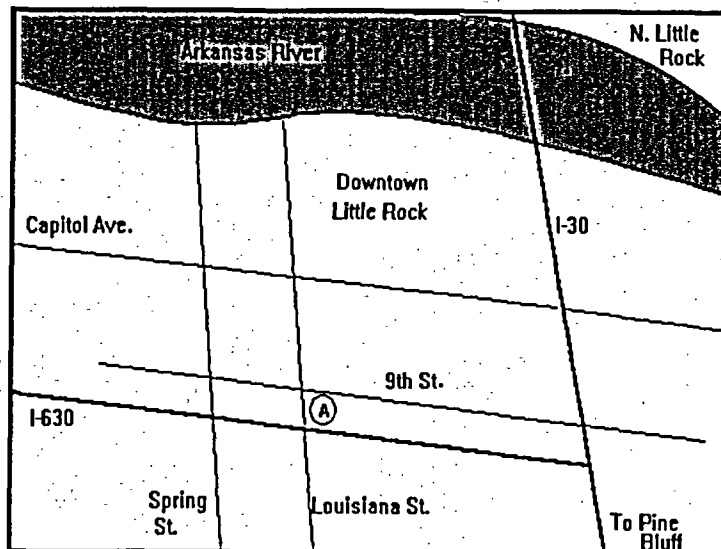 N. Little
Rock
Arkansas River
Downtown
Little Rock
Capitol Ave.
I-30
9th St.
A
I-630
Spring
St.
Louisiana St.
To Pine
Bluff